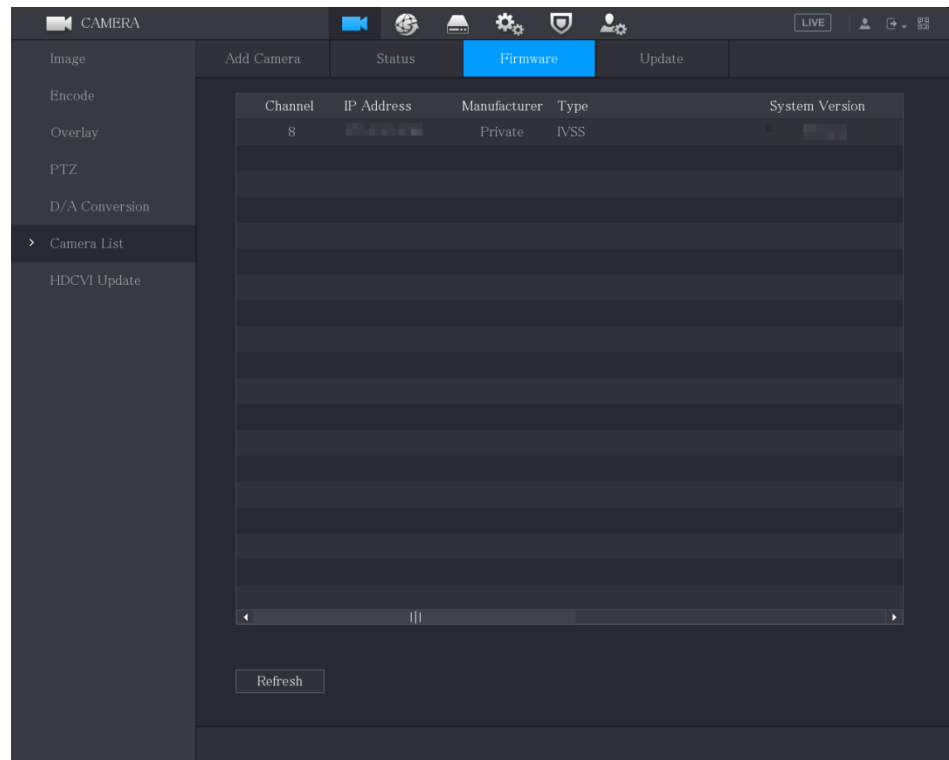 CAMERA LIVE
Image
Encode
Overlay
PTZ
D/A Conversion
Camera List
HDCVI Update
Add Camera Status Firmware Update
Channel IP Address Manufacturer Type System Version
8 Private IVSS
Refresh